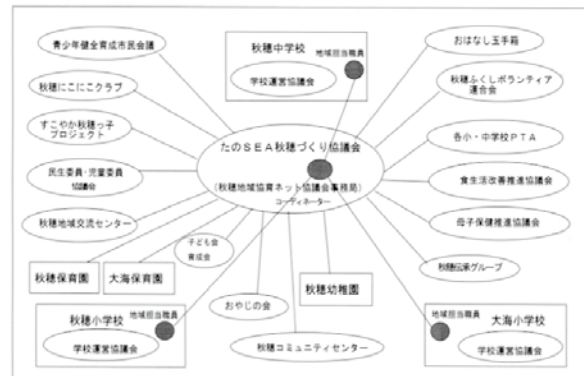 青少年健全育成市民会議
秋穂にこにこクラブ
すこやか秋穂っ子
プロジェクト
民生委員・児童委員
協議会
秋穂地域交流センター
秋穂保育園
大海保育園
子ども会
育成会
秋穂中学校
地域担当職員
学校運営協議会
たのSEA秋穂づくり協議会
(秋穂地域協育ネット協議会事務局)
コーディネーター
おはなし玉手箱
秋穂ふくしボランティア
連合会
各小・中学校PTA
食生活改善推進協議会
母子保健推進協議会
秋穂伝承グループ
秋穂幼稚園
おやじの会
秋穂コミュニティセンター
秋穂小学校
地域担当職員
学校運営協議会
地域担当職員
大海小学校
学校運営協議会